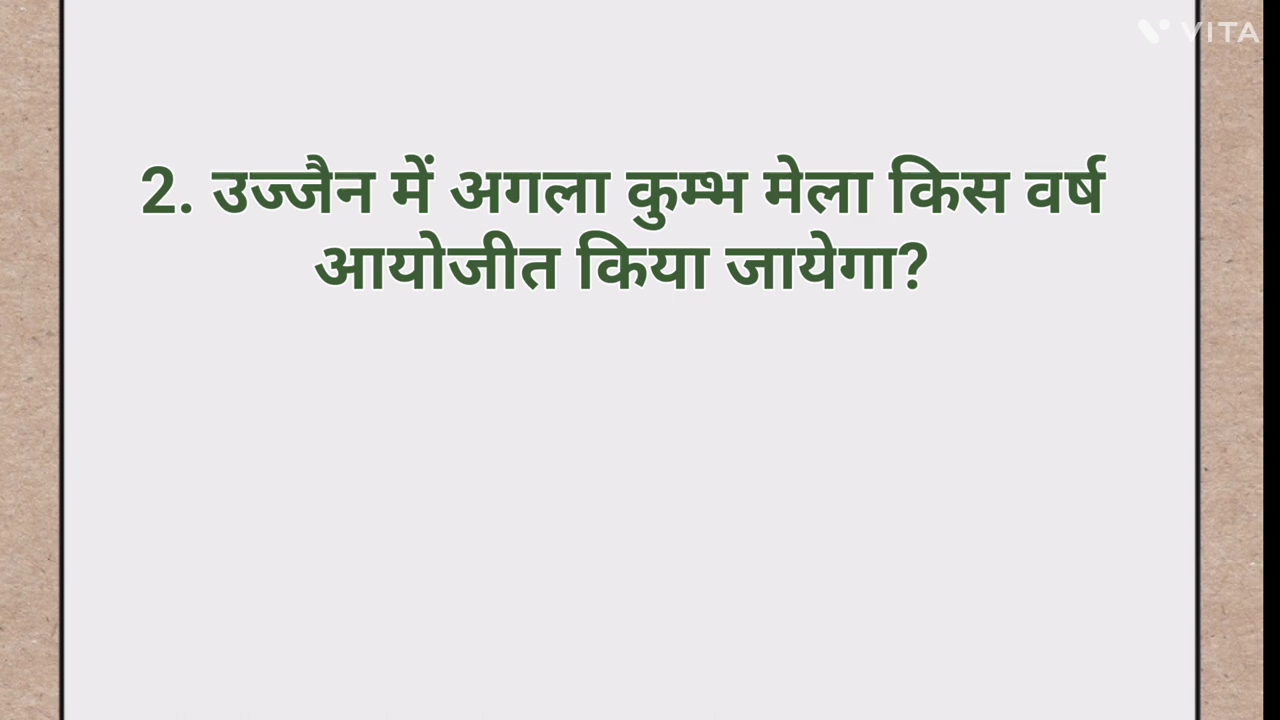 VITA
2. उज्जैन में अगला कुम्भ मेला किस वर्ष
आयोजीत किया जायेगा?